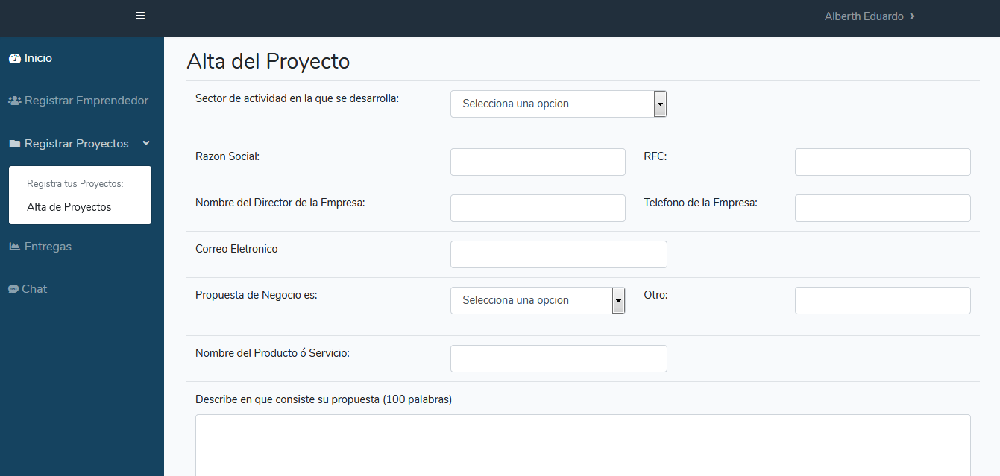 Alberth Eduardo
Inicio
Registrar Emprendedor
Registrar Proyectos
Registra tus Proyectos:
Alta de Proyectos
Entregas
Chat
Alta del Proyecto
Sector de actividad en la que se desarrolla: Selecciona una opcion
Razon Social: RFC:
Nombre del Director de la Empresa: Telefono de la Empresa:
Correo Eletronico
Propuesta de Negocio es: Selecciona una opcion Otro:
Nombre del Producto ó Servicio:
Describe en que consiste su propuesta (100 palabras)